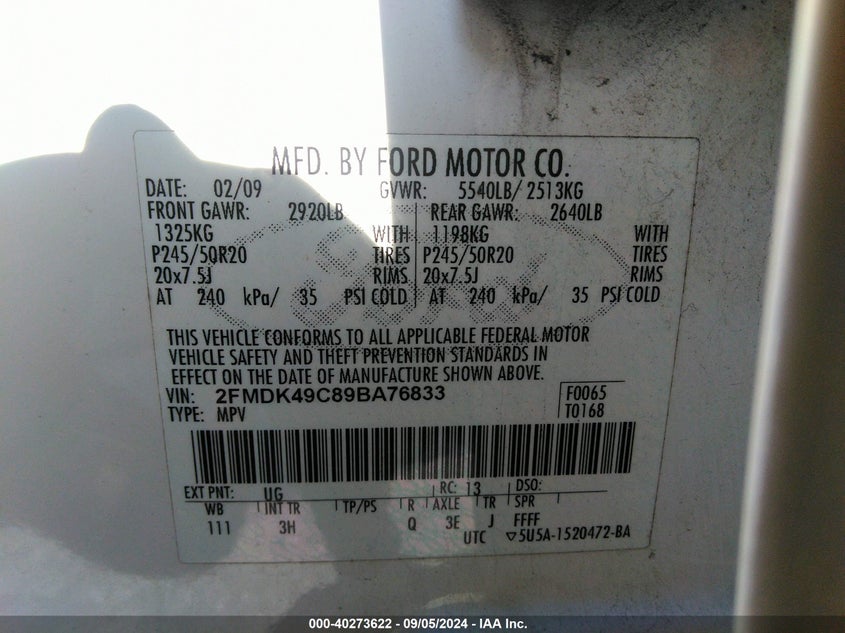 MFD. BY FORD MOTOR CO.
DATE: 02/09 GVWR: 5540LB/ 2513KG
FRONT GAWR: 2920LB REAR GAWR: 2640LB
1325KG WITH 1198KG WITH
P245/50R20 TIRES P245/50R20 TIRES
20x7.5J RIMS 20x7.5J RIMS
AT 240 kPa/ 35 PSI COLD AT 240 kPa/ 35 PSI COLD
THIS VEHICLE CONFORMS TO ALL APPLICABLE FEDERAL MOTOR
VEHICLE SAFETY AND THEFT PREVENTION STANDARDS IN
EFFECT ON THE DATE OF MANUFACTURE SHOWN ABOVE.
VIN: 2FMDK49C89BA76833 F0065
TYPE: MPV T0168
EXT PNT: UG RC: 13 DSO:
WB INT TR TP/PS R AXLE TR SPR
111 3H Q 3E J FFFF
UTC ▽5U5A-1520472-BA
000-40273622 - 09/05/2024 - IAA Inc.